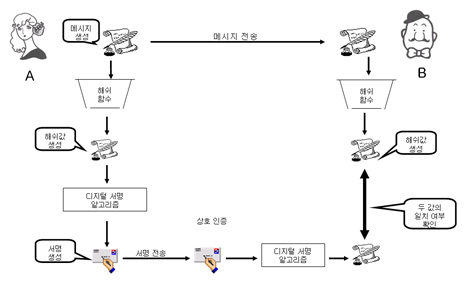 메시지
생성
메시지 전송
A
B
해쉬
함수
해쉬
함수
해쉬값
생성
해쉬값
생성
디지털 서명
알고리즘
두 값의
일치 여부
확인
상호 인증
서명
생성
서명 전송
디지털 서명
알고리즘